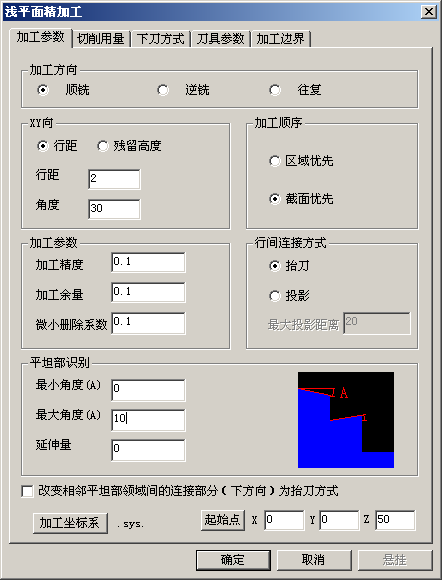 浅平面精加工
加工参数 切削用量 下刀方式 刀具参数 加工边界
加工方向
顺铣 逆铣 往复
XY向
行距 残留高度
行距 2
角度 30
加工顺序
区域优先
截面优先
加工参数
加工精度 0.1
加工余量 0.1
微小删除系数 0.1
行间连接方式
抬刀
投影
最大投影距离 20
平坦部识别
最小角度(A) 0
最大角度(A) 10
延伸量 0
A
改变相邻平坦部领域间的连接部分（下方向）为抬刀方式
加工坐标系 .sys. 起始点 X 0 Y 0 Z 50
确定 取消 悬挂